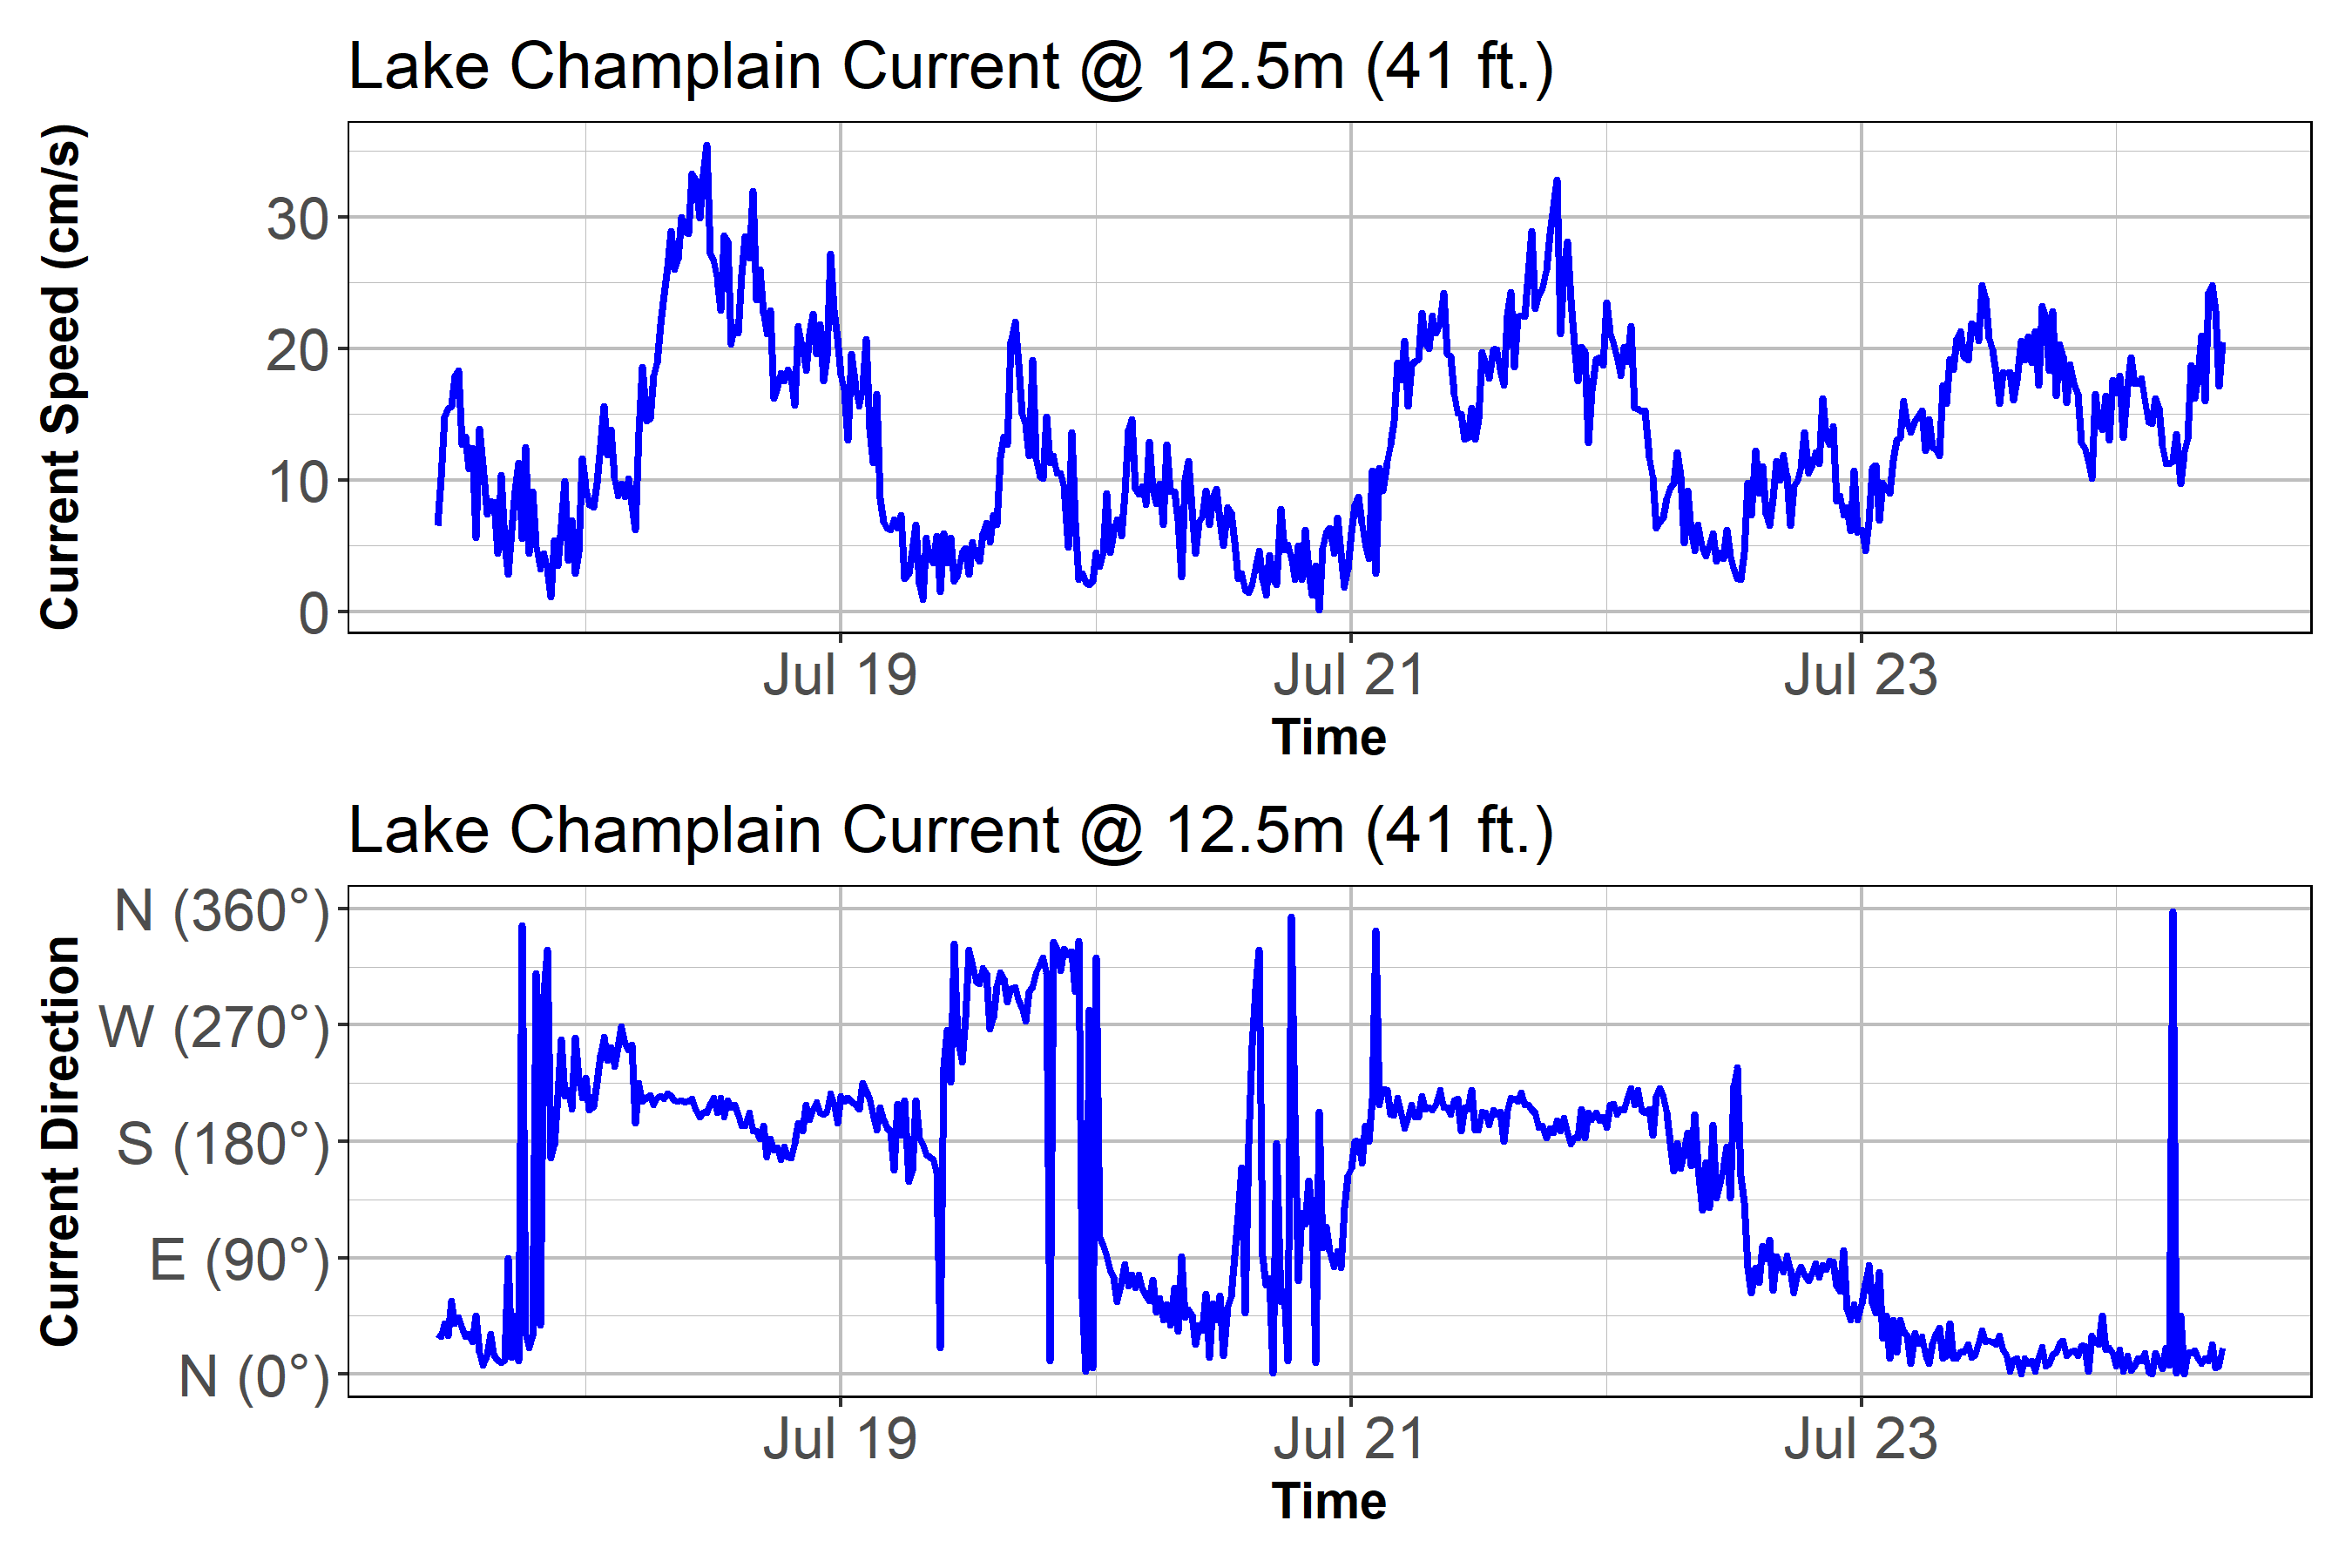 Lake Champlain Current @ 12.5m (41 ft.)
Current Speed (cm/s)
30
20
10
0
Jul 19
Jul 21
Jul 23
Time
Lake Champlain Current @ 12.5m (41 ft.)
Current Direction
N (360°)
W (270°)
S (180°)
E (90°)
N (0°)
Jul 19
Jul 21
Jul 23
Time